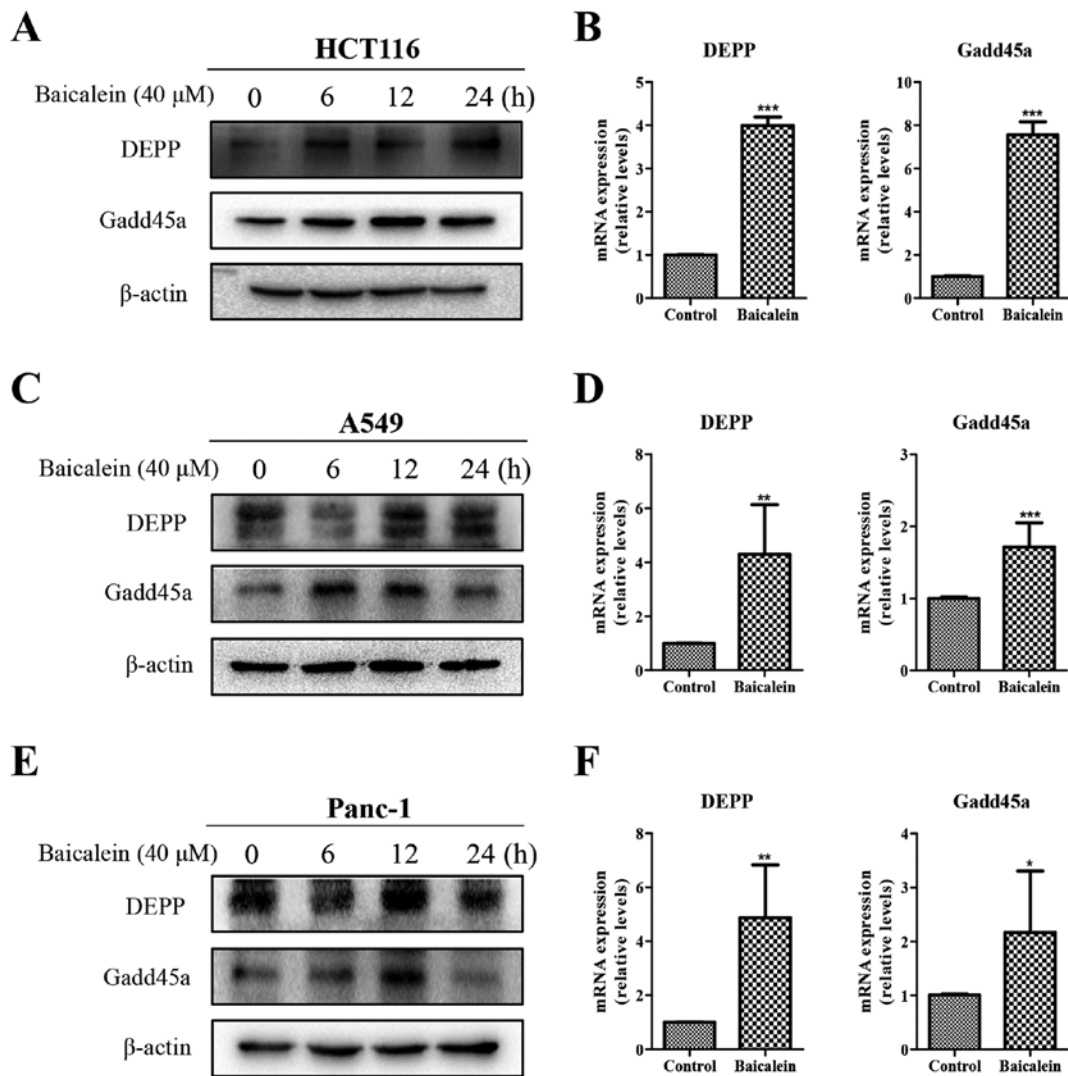 A
HCT116
Baicalein (40 μM) 0 6 12 24 (h)
DEPP
Gadd45a
β-actin
B
DEPP
mRNA expression
(relative levels)
5
4
3
2
1
0
***
Control Baicalein
Gadd45a
mRNA expression
(relative levels)
10
8
6
4
2
0
***
Control Baicalein
C
A549
Baicalein (40 μM) 0 6 12 24 (h)
DEPP
Gadd45a
β-actin
D
DEPP
mRNA expression
(relative levels)
8
6
4
2
0
**
Control Baicalein
Gadd45a
mRNA expression
(relative levels)
3
2
1
0
***
Control Baicalein
E
Panc-1
Baicalein (40 μM) 0 6 12 24 (h)
DEPP
Gadd45a
β-actin
F
DEPP
mRNA expression
(relative levels)
8
6
4
2
0
**
Control Baicalein
Gadd45a
mRNA expression
(relative levels)
4
3
2
1
0
*
Control Baicalein